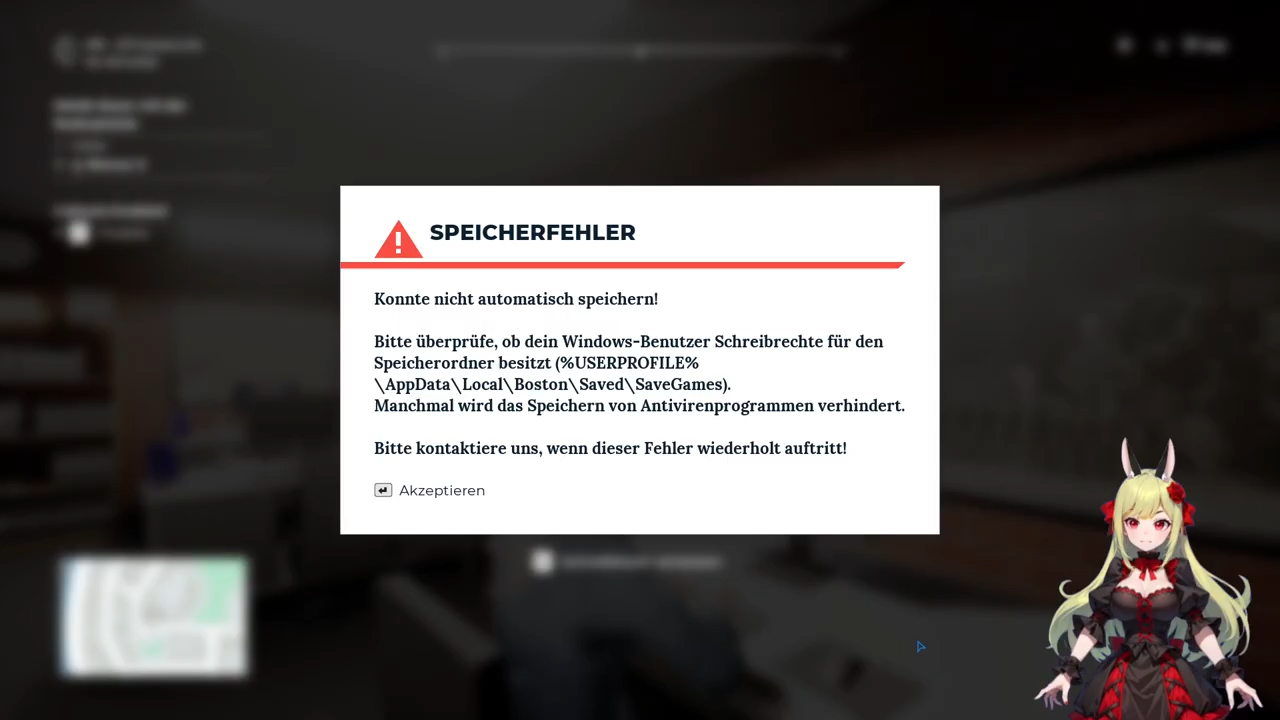 SPEICHERFEHLER
Konnte nicht automatisch speichern!
Bitte überprüfe, ob dein Windows-Benutzer Schreibrechte für den
Speicherordner besitzt (%USERPROFILE%
\AppData\Local\Boston\Saved\SaveGames).
Manchmal wird das Speichern von Antivirenprogrammen verhindert.
Bitte kontaktiere uns, wenn dieser Fehler wiederholt auftritt!
Akzeptieren